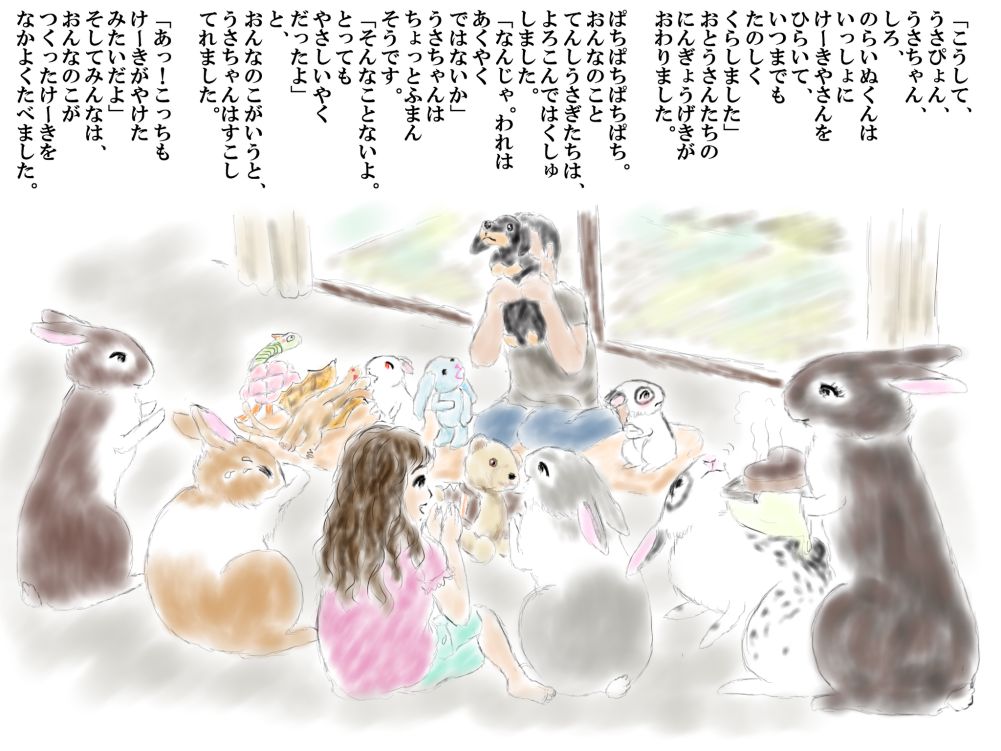 「こうして、
うさぴょん、
うさちゃん、
しろ、
のらいぬくんは
いっしょに
け〜きやさんを
ひらいて、
いつまでも
たのしく
くらしました」
おとうさんたちの
にんぎょうげきが
おわりました。
ぱちぱちぱちぱち。
おんなのこと
てんしうさぎたちは、
よろこんではくしゅ
しました。
「なんじゃ。われは
あくやく
ではないか」
うさちゃんは
ちょっとふまん
そうです。
「そんなことないよ。
とっても
やさしいやく
だったよ」
おんなのこがいうと、
うさちゃんはすこし
てれました。
「あっ！こっちも
け〜きがやけた
みたいだよ」
そしてみんなは、
おんなのこが
つくったけ〜きを
なかよくたべました。